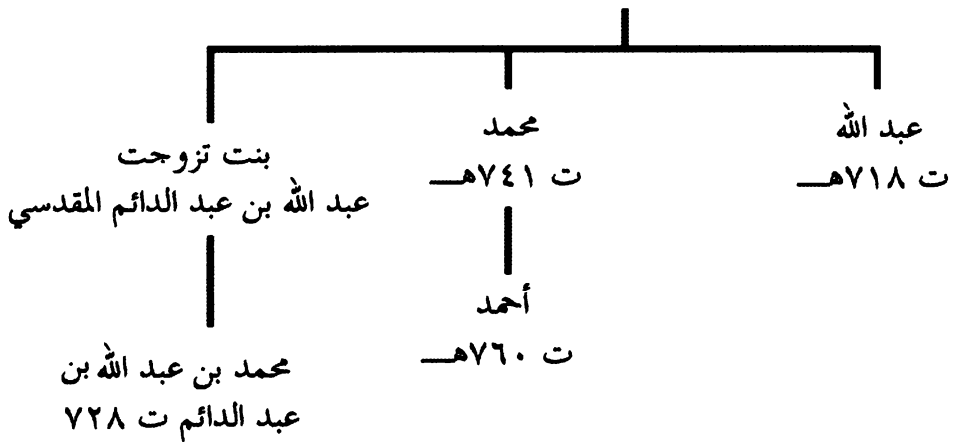 عبد الله
ت ٧١٨هـ
محمد
ت ٧٤١هـ
بنت تزوجت
عبد الله بن عبد الدائم المقدسي
أحمد
ت ٧٦٠هـ
محمد بن عبد الله بن
عبد الدائم ت ٧٢٨